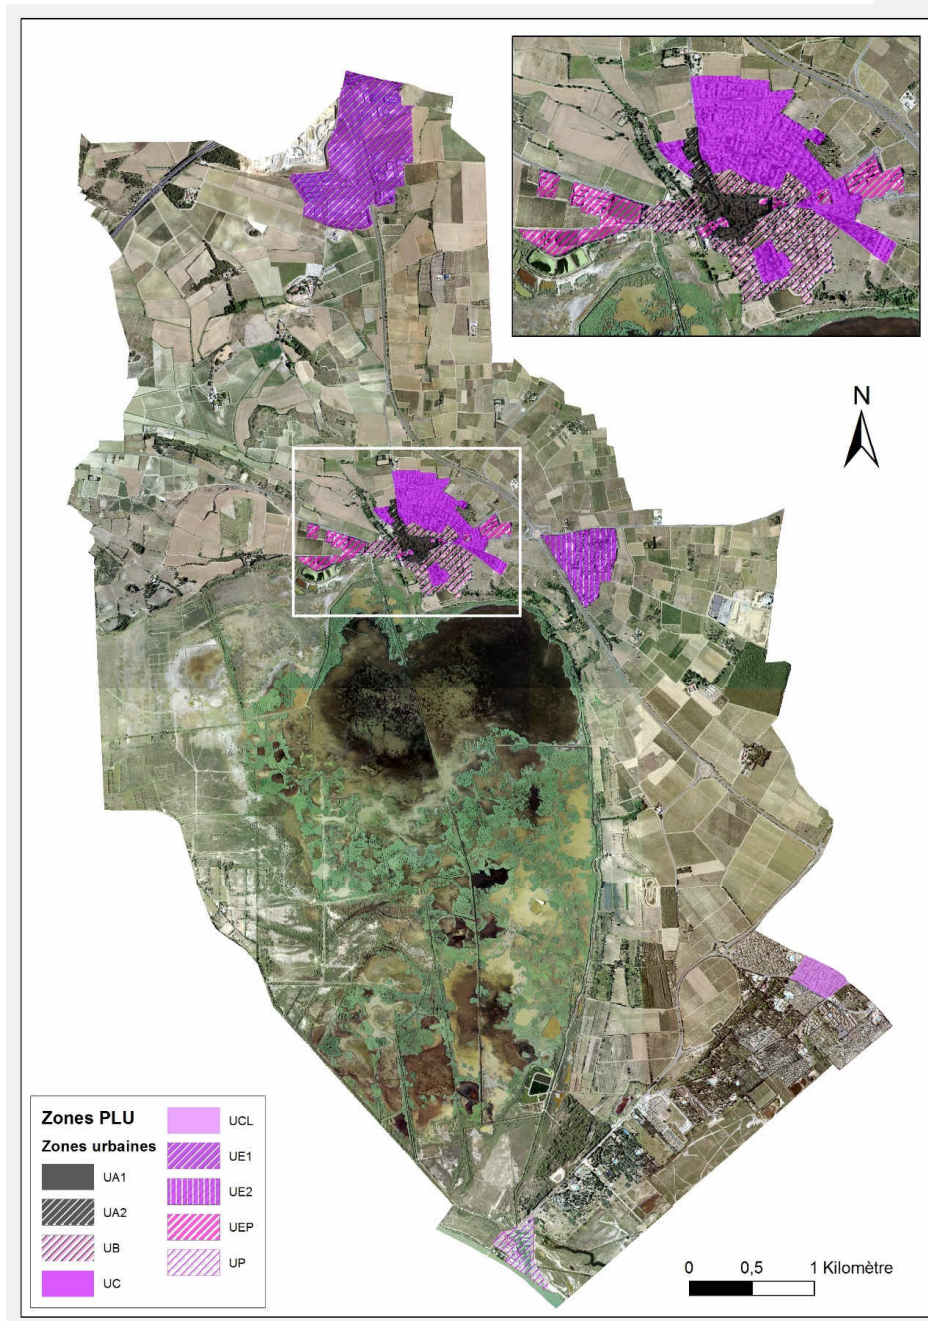 N
Zones PLU
Zones urbaines
UA1
UA2
UB
UC
UCL
UE1
UE2
UEP
UP
0 0,5 1 Kilomètre